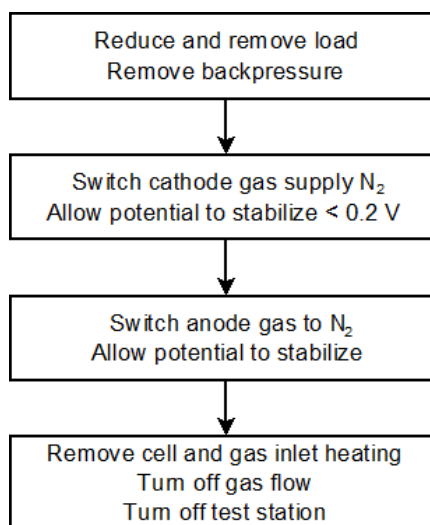 Reduce and remove load
Remove backpressure
Switch cathode gas supply N₂
Allow potential to stabilize < 0.2 V
Switch anode gas to N₂
Allow potential to stabilize
Remove cell and gas inlet heating
Turn off gas flow
Turn off test station